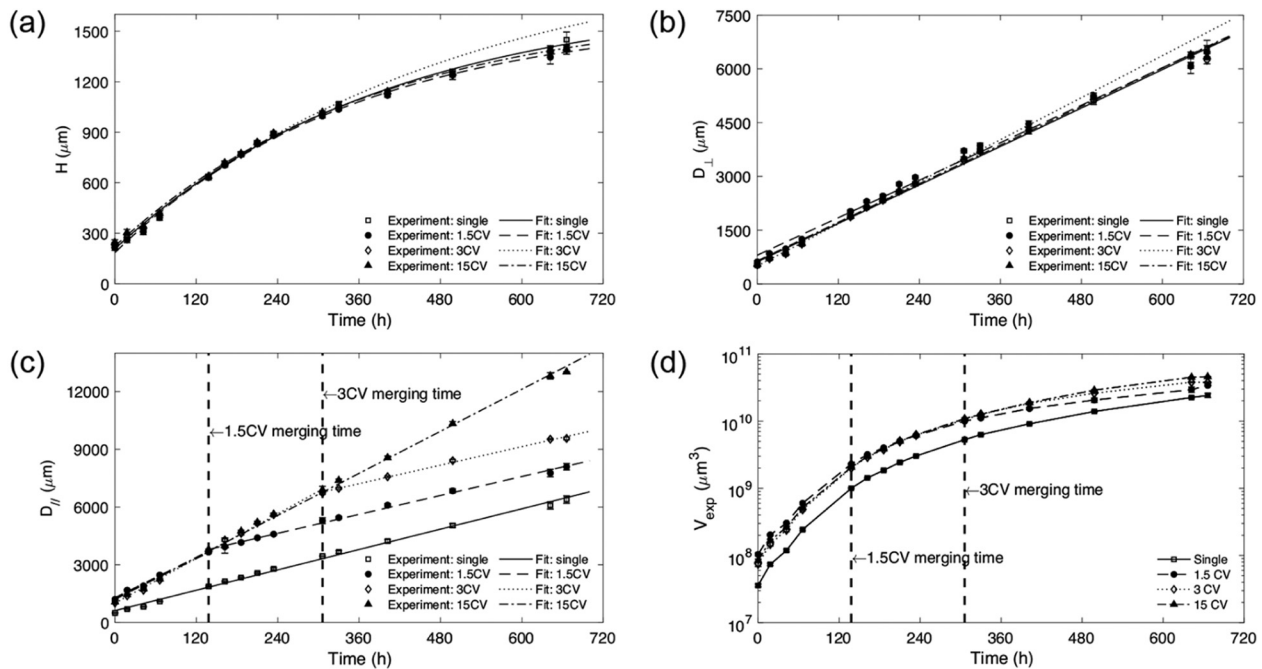 (a)
1500
1200
900
600
300
0
H (μm)
Experiment: single
Experiment: 1.5CV
Experiment: 3CV
Experiment: 15CV
Fit: single
Fit: 1.5CV
Fit: 3CV
Fit: 15CV
0 120 240 360 480 600 720
Time (h)
(b)
7500
6000
4500
3000
1500
0
D⊥ (μm)
Experiment: single
Experiment: 1.5CV
Experiment: 3CV
Experiment: 15CV
Fit: single
Fit: 1.5CV
Fit: 3CV
Fit: 15CV
0 120 240 360 480 600 720
Time (h)
(c)
12000
9000
6000
3000
0
D// (μm)
←3CV merging time
←1.5CV merging time
Experiment: single
Experiment: 1.5CV
Experiment: 3CV
Experiment: 15CV
Fit: single
Fit: 1.5CV
Fit: 3CV
Fit: 15CV
0 120 240 360 480 600 720
Time (h)
(d)
10¹¹
10¹⁰
10⁹
10⁸
10⁷
Vexp (μm³)
←3CV merging time
←1.5CV merging time
Single
1.5 CV
3 CV
15 CV
0 120 240 360 480 600 720
Time (h)